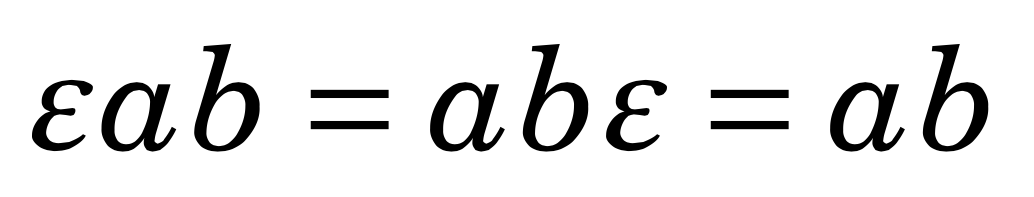 εab = abε = ab